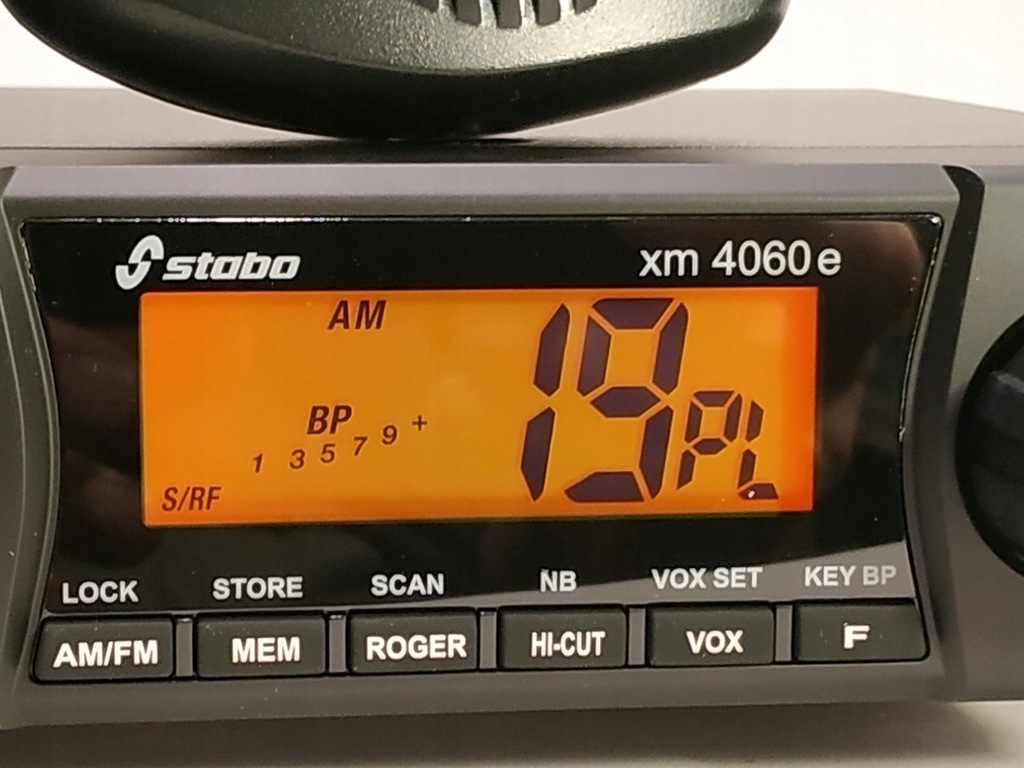 stabo xm 4060 e
AM
19 PL
BP
1 3 5 7 9 +
S/RF
LOCK STORE SCAN NB VOX SET KEY BP
AM/FM MEM ROGER HI-CUT VOX F